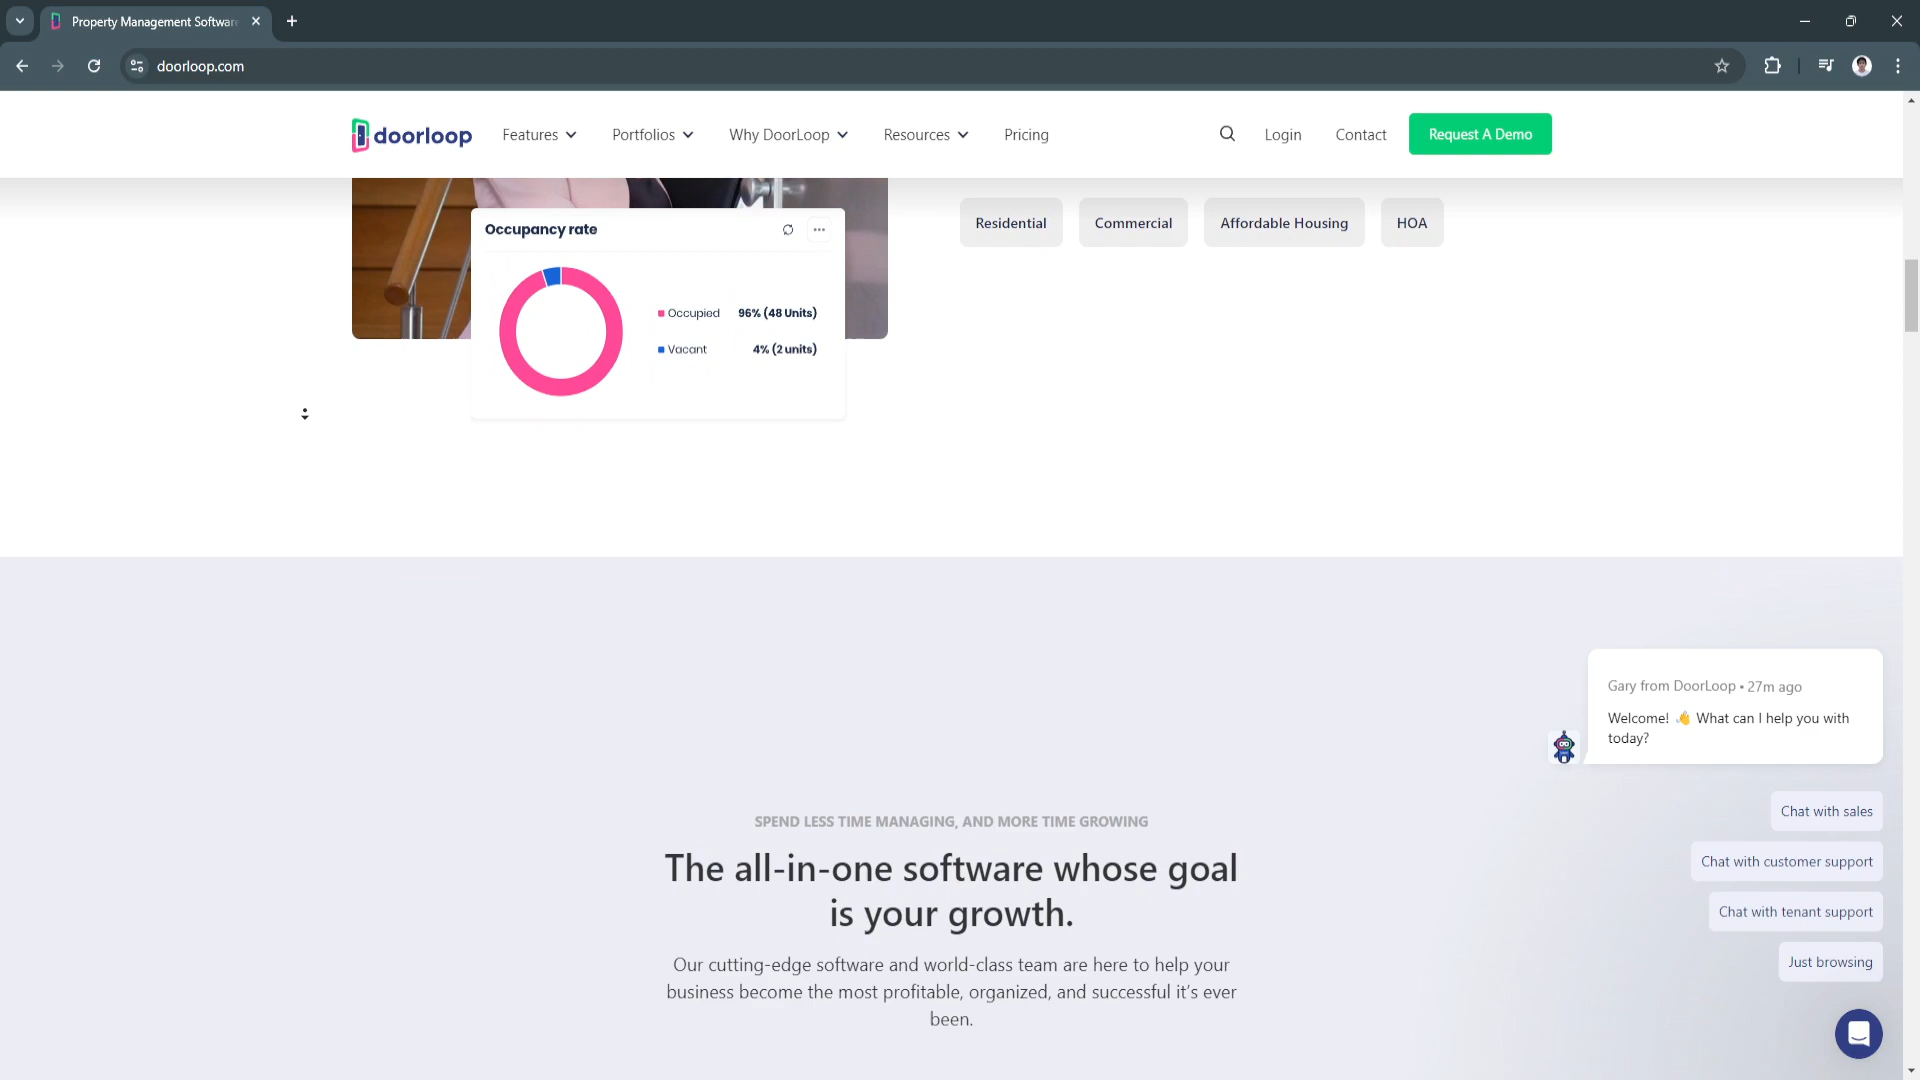 Property Management Softwar
doorloop.com
doorloop
Features
Portfolios
Why DoorLoop
Resources
Pricing
Login
Contact
Request A Demo
Residential
Commercial
Affordable Housing
HOA
Occupancy rate
Occupied 96% (48 Units)
Vacant 4% (2 units)
Gary from DoorLoop • 27m ago
Welcome! 👋 What can I help you with
today?
Chat with sales
Chat with customer support
Chat with tenant support
Just browsing
SPEND LESS TIME MANAGING, AND MORE TIME GROWING
The all-in-one software whose goal
is your growth.
Our cutting-edge software and world-class team are here to help your
business become the most profitable, organized, and successful it's ever
been.